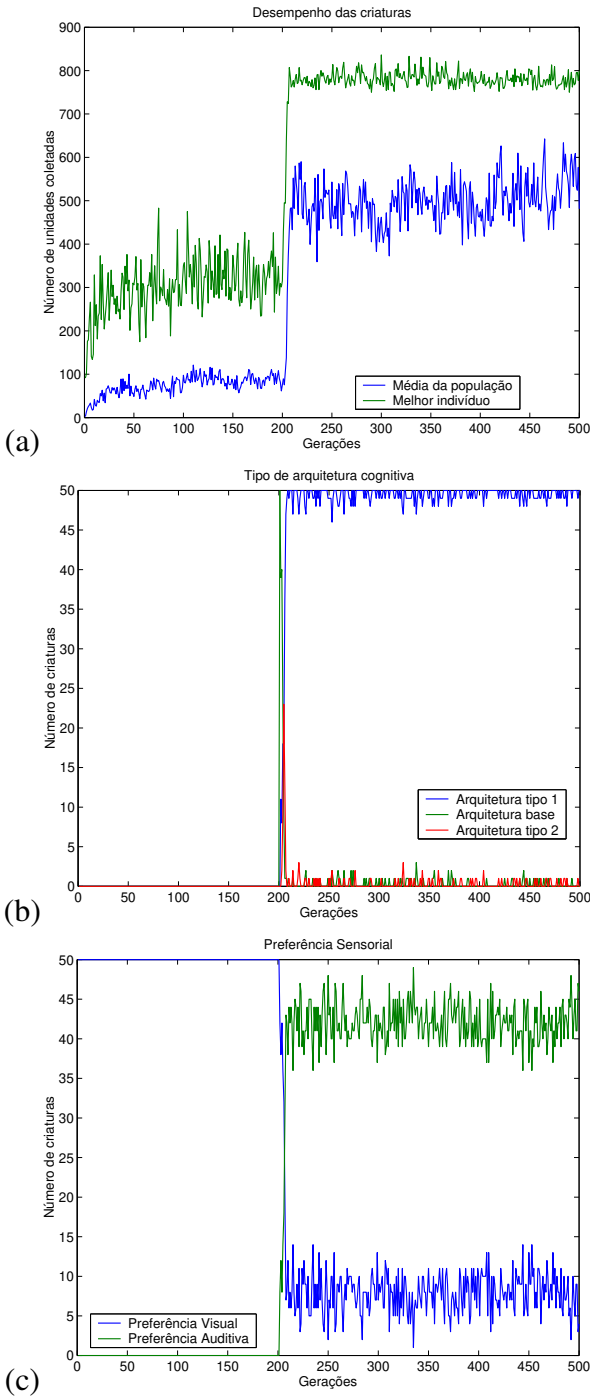 Desempenho das criaturas
900
800
700
600
500
400
300
200
100
0
Número de unidades coletadas
Média da população
Melhor indivíduo
0 50 100 150 200 250 300 350 400 450 500
Gerações
(a)
Tipo de arquitetura cognitiva
50
45
40
35
30
25
20
15
10
5
0
Número de criaturas
Arquitetura tipo 1
Arquitetura base
Arquitetura tipo 2
0 50 100 150 200 250 300 350 400 450 500
Gerações
(b)
Preferência Sensorial
50
45
40
35
30
25
20
15
10
5
0
Número de criaturas
Preferência Visual
Preferência Auditiva
0 50 100 150 200 250 300 350 400 450 500
Gerações
(c)